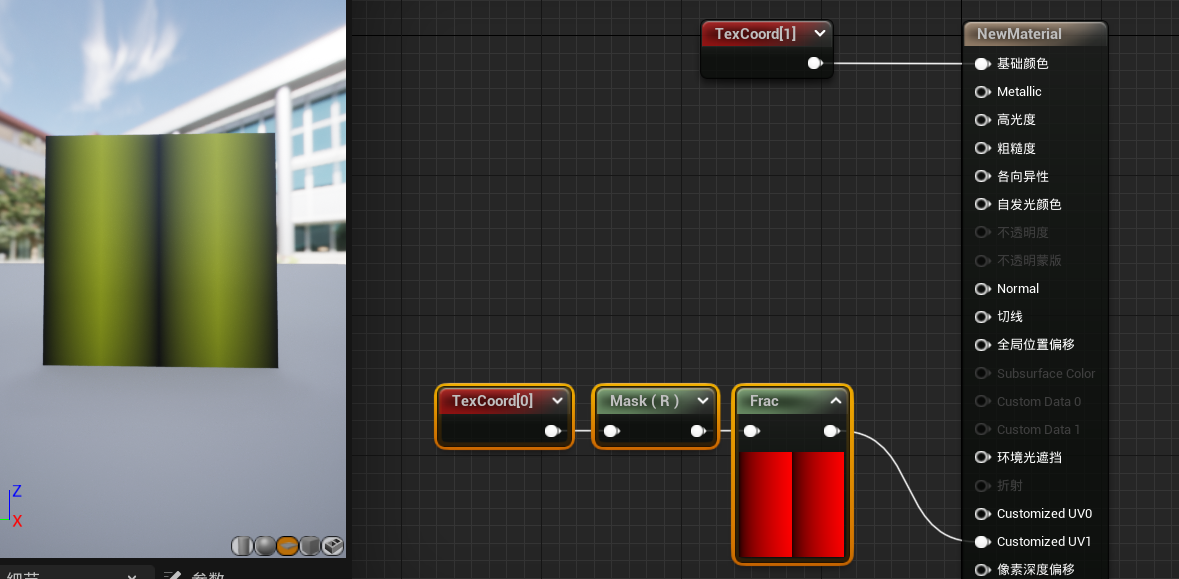 TexCoord[1]
NewMaterial
基础颜色
Metallic
高光度
粗糙度
各向异性
自发光颜色
不透明度
不透明蒙版
Normal
切线
全局位置偏移
Subsurface Color
Custom Data 0
Custom Data 1
环境光遮挡
折射
Customized UV0
Customized UV1
像素深度偏移
TexCoord[0]
Mask ( R )
Frac
Z
X
细节
参数